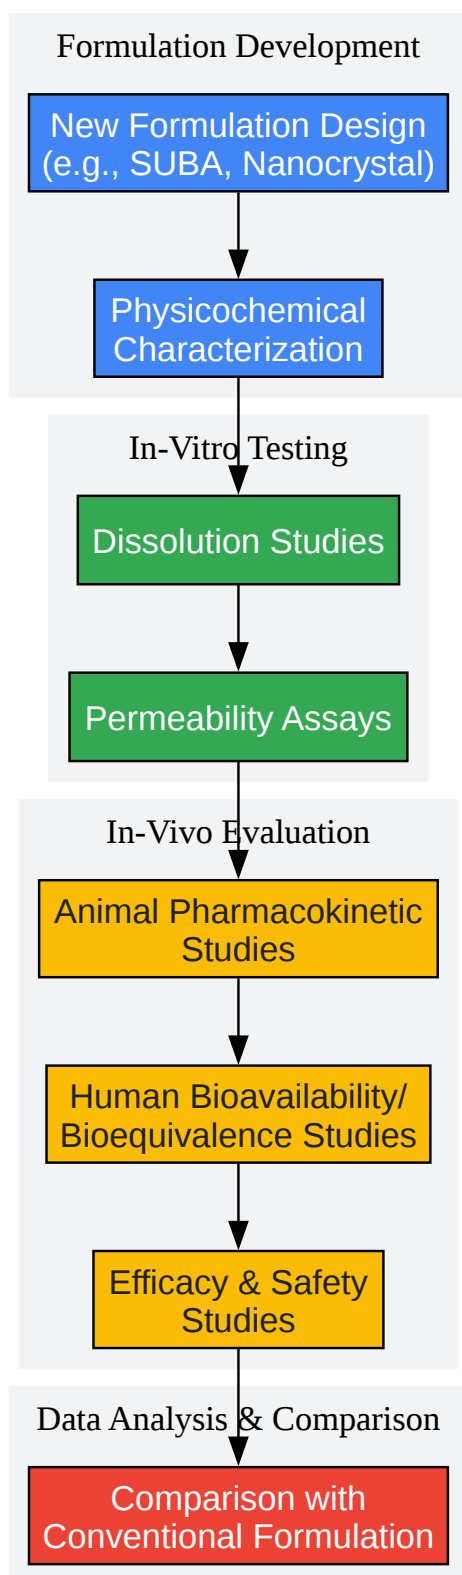 Formulation Development
New Formulation Design
(e.g., SUBA, Nanocrystal)
Physicochemical
Characterization
In-Vitro Testing
Dissolution Studies
Permeability Assays
In-Vivo Evaluation
Animal Pharmacokinetic
Studies
Human Bioavailability/
Bioequivalence Studies
Efficacy & Safety
Studies
Data Analysis & Comparison
Comparison with
Conventional Formulation